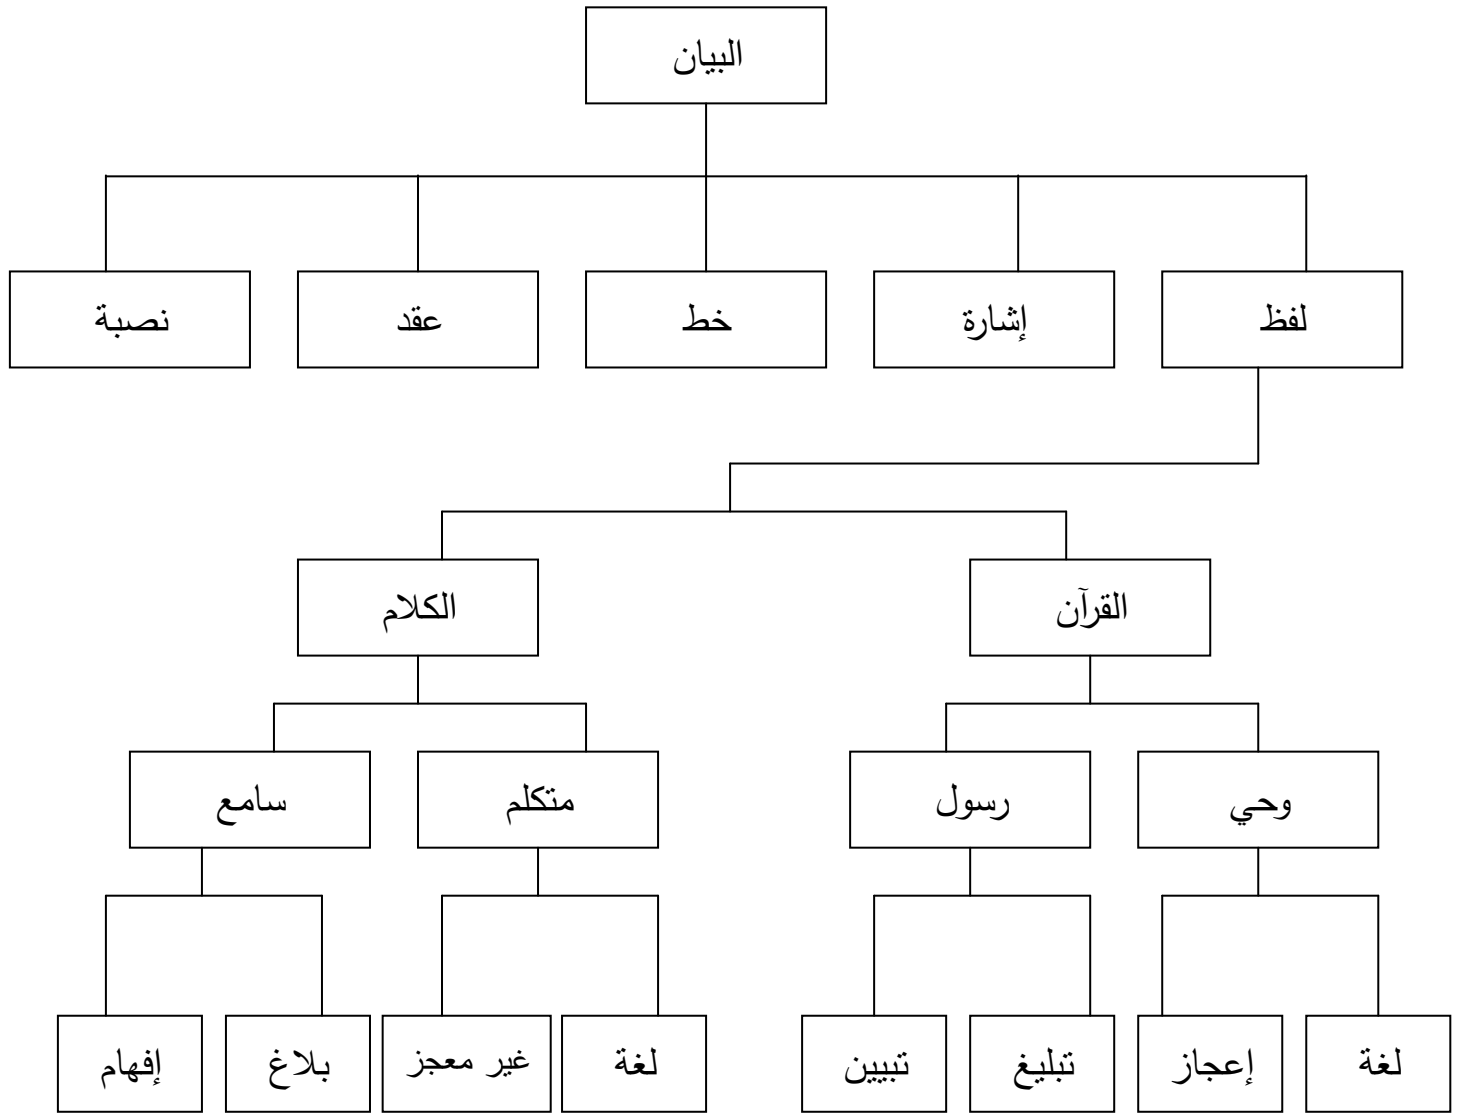 البيان
لفظ
إشارة
خط
عقد
نصبة
القرآن
الكلام
وحي
رسول
متكلم
سامع
لغة
إعجاز
تبليغ
تبيين
لغة
غير معجز
بلاغ
إفهام